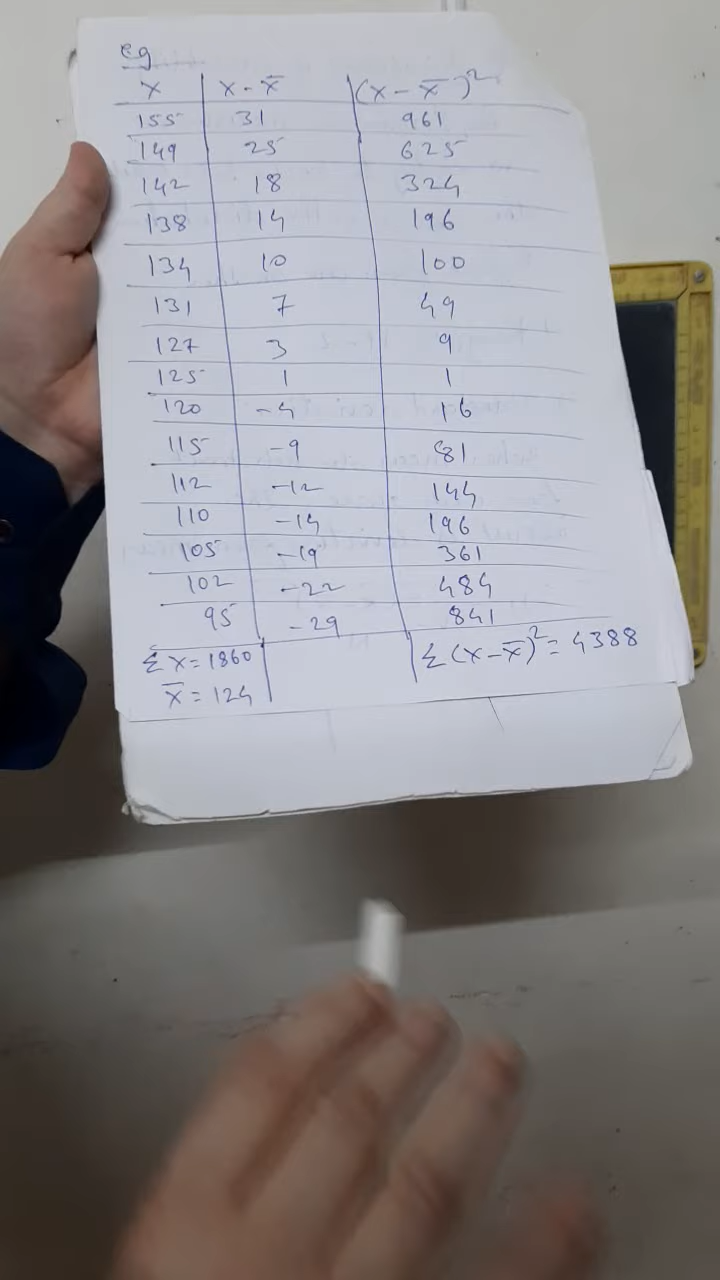 eg
x x - x̄ (x - x̄)²
155 31 961
149 25 625
142 18 324
138 14 196
134 10 100
131 7 49
127 3 9
125 1 1
120 -4 16
115 -9 81
112 -12 144
110 -14 196
105 -19 361
102 -22 484
95 -29 841
Σx = 1860 Σ(x-x̄)² = 4388
x̄ = 124